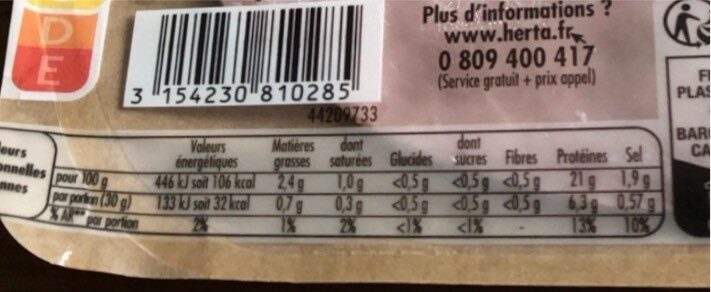 D
E
3 154230 810285
44209733
Plus d'informations ?
www.herta.fr
0 809 400 417
(Service gratuit + prix appel)
Valeurs énergétiques Matières grasses dont saturées Glucides dont sucres Fibres Protéines Sel
pour 100 g 446 kJ soit 106 kcal 2,4 g 1,0 g <0,5 g <0,5 g <0,5 g 21 g 1,9 g
par portion (30 g) 133 kJ soit 32 kcal 0,7 g 0,3 g <0,5 g <0,5 g <0,5 g 6,3 g 0,57 g
% AR** par portion 2% 1% 2% <1% <1% - 13% 10%